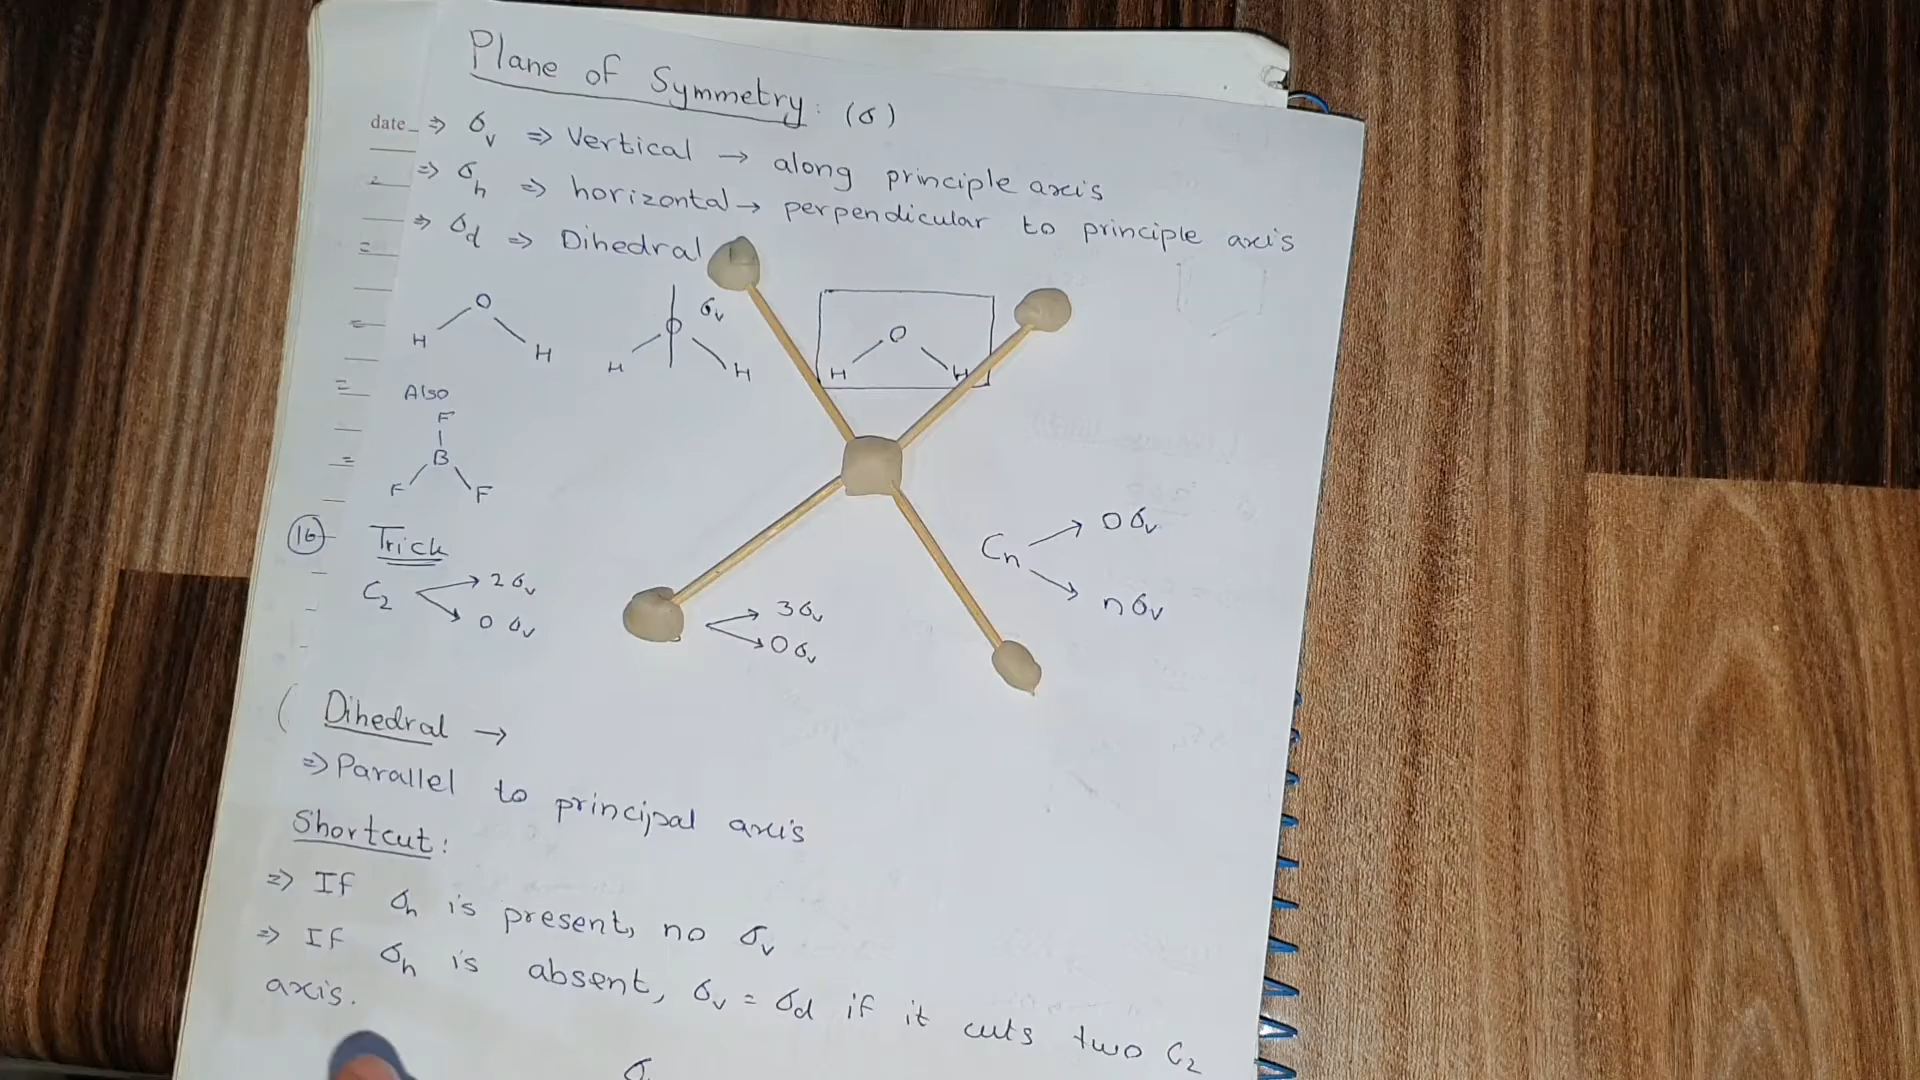 Plane of Symmetry: (σ)
date
⇒ σv ⇒ Vertical → along principle axis
⇒ σh ⇒ horizontal → perpendicular to principle axis
⇒ σd ⇒ Dihedral
O
H H
σv
O
H H
O
H H
Also
F
B
F F
16
Trick
C2
2σv
0σv
3σv
0σv
Cn
0σv
nσv
( Dihedral →
⇒ Parallel to principal axis
Shortcut:
⇒ If σh is present, no σv
⇒ If σh is absent, σv = σd if it cuts two C2
axis.
σ